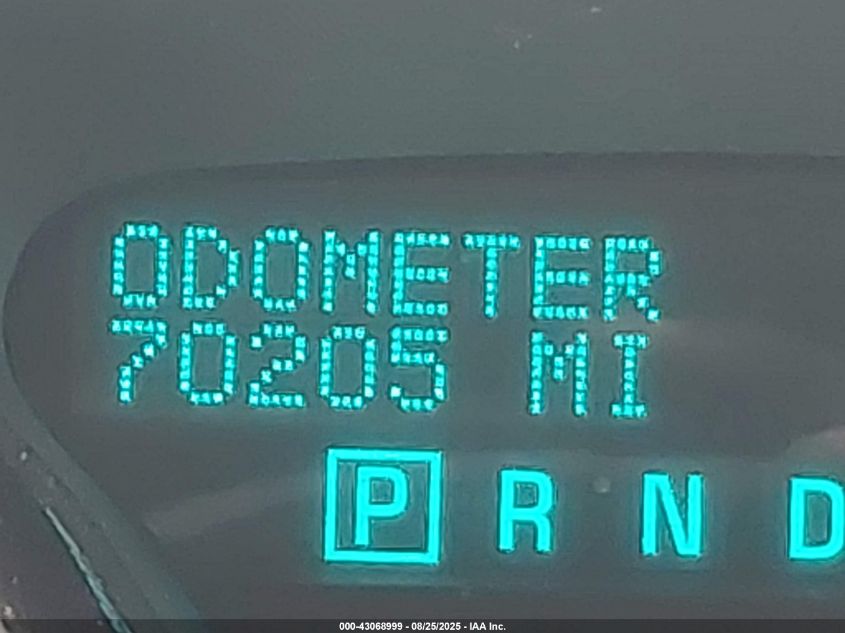 ODOMETER
70205 MI
P R N D
000-43068999 - 08/25/2025 - IAA Inc.